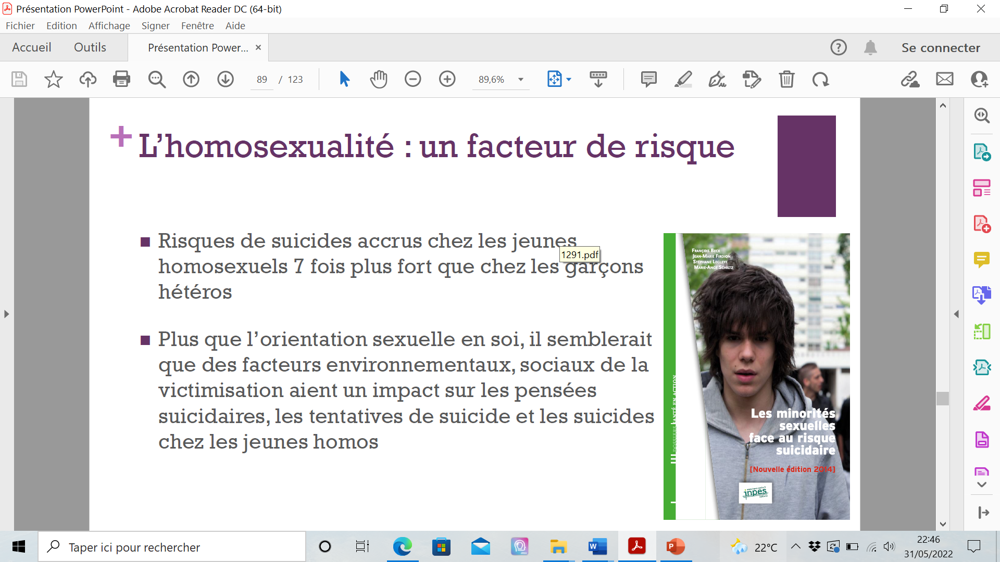 Présentation PowerPoint - Adobe Acrobat Reader DC (64-bit)
Fichier Edition Affichage Signer Fenêtre Aide
Accueil Outils Présentation Power... × Se connecter
89 / 123 89,6%
+ L’homosexualité : un facteur de risque
Risques de suicides accrus chez les jeunes
1291.pdf
homosexuels 7 fois plus fort que chez les garçons
hétéros
Plus que l’orientation sexuelle en soi, il semblerait
que des facteurs environnementaux, sociaux de la
victimisation aient un impact sur les pensées
suicidaires, les tentatives de suicide et les suicides
chez les jeunes homos
François Beck
Jean-Marie Firdion
Stéphane Legleye
Marie-Ange Schiltz
DOSSIERS SANTÉ EN ACTION
Les minorités
sexuelles
face au risque
suicidaire
[Nouvelle édition 2014]
inpes
éditions
Taper ici pour rechercher
22°C
22:46
31/05/2022